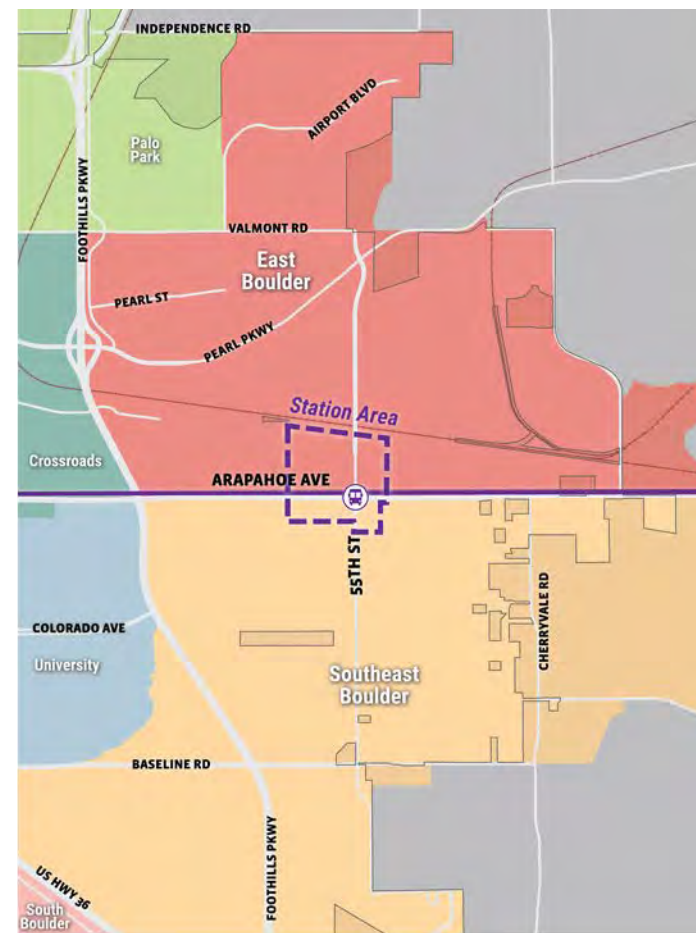 INDEPENDENCE RD
AIRPORT BLVD
Palo
Park
FOOTHILLS PKWY
VALMONT RD
East
Boulder
PEARL ST
PEARL PKWY
Station Area
Crossroads
ARAPAHOE AVE
55TH ST
CHERRYVALE RD
COLORADO AVE
University
Southeast
Boulder
BASELINE RD
FOOTHILLS PKWY
US HWY 36
South
Boulder